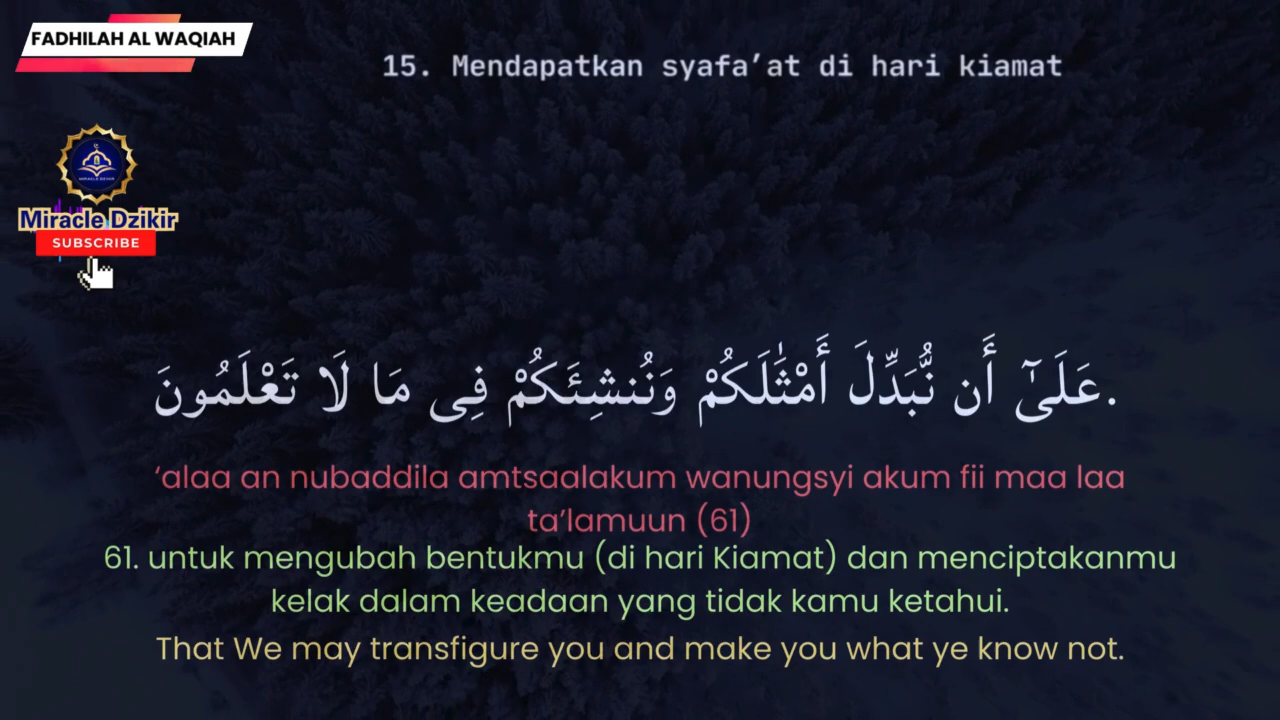 FADHILAH AL WAQIAH
15. Mendapatkan syafa’at di hari kiamat
Miracle Dzikir
SUBSCRIBE
عَلَىٰٓ أَن نُّبَدِّلَ أَمْثَٰلَكُمْ وَنُنشِئَكُمْ فِى مَا لَا تَعْلَمُونَ.
‘alaa an nubaddila amtsaalakum wanungsyi akum fii maa laa
ta’lamuun (61)
61. untuk mengubah bentukmu (di hari Kiamat) dan menciptakanmu
kelak dalam keadaan yang tidak kamu ketahui.
That We may transfigure you and make you what ye know not.